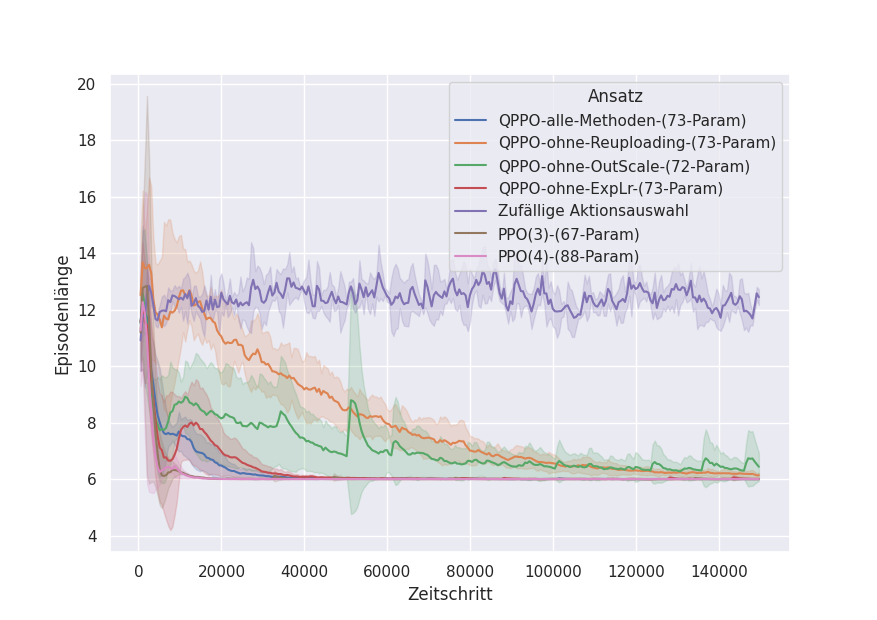 Ansatz
QPPO-alle-Methoden-(73-Param)
QPPO-ohne-Reuploading-(73-Param)
QPPO-ohne-OutScale-(72-Param)
QPPO-ohne-ExpLr-(73-Param)
Zufällige Aktionsauswahl
PPO(3)-(67-Param)
PPO(4)-(88-Param)
Episodenlänge
20
18
16
14
12
10
8
6
4
0 20000 40000 60000 80000 100000 120000 140000
Zeitschritt